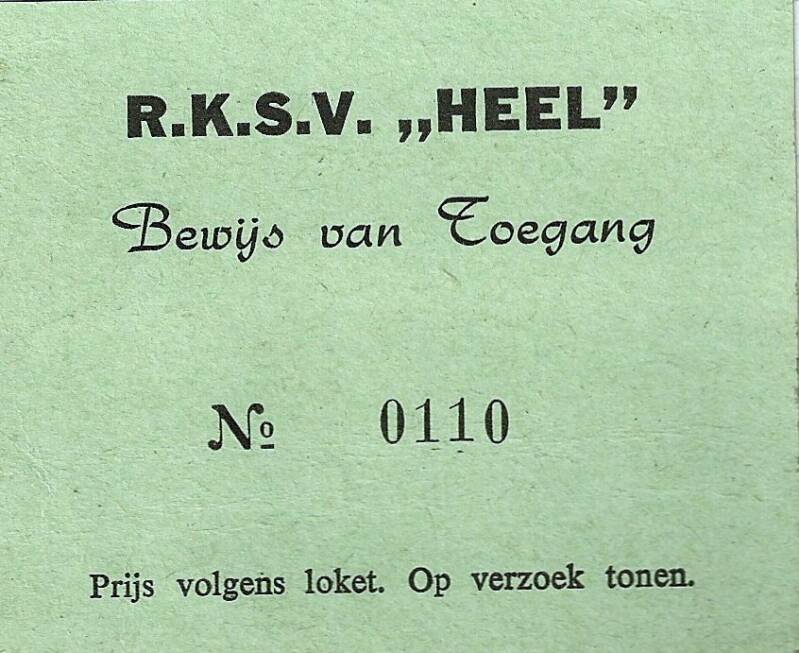 R.K.S.V. „HEEL”
Bewijs van Toegang
№ 0110
Prijs volgens loket. Op verzoek tonen.